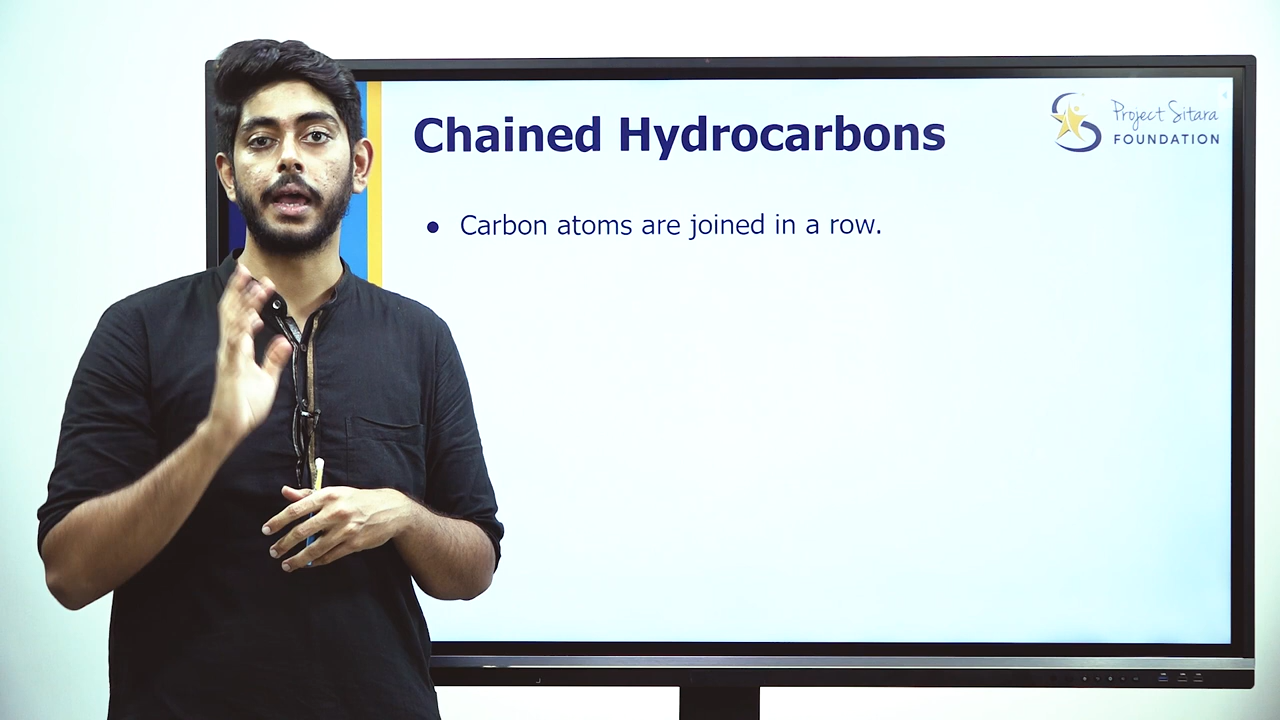 Chained Hydrocarbons
Project Sitara
FOUNDATION
• Carbon atoms are joined in a row.